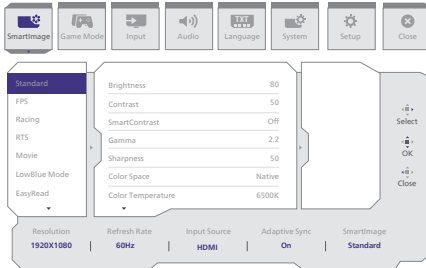 SmartImage
Game Mode
Input
Audio
TXT
Language
System
Setup
Close
Standard
FPS
Racing
RTS
Movie
LowBlue Mode
EasyRead
Brightness 80
Contrast 50
SmartContrast Off
Gamma 2.2
Sharpness 50
Color Space Native
Color Temperature 6500K
Select
OK
Close
Resolution Refresh Rate Input Source Adaptive Sync SmartImage
1920X1080 60Hz HDMI On Standard